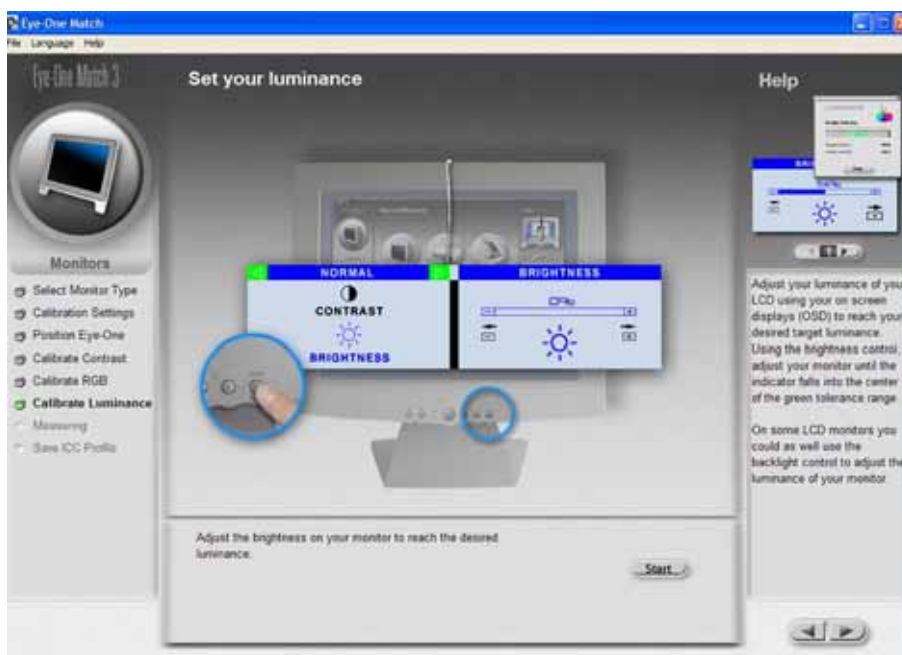 Eye-One Match
File Language Help
Eye-One Match 3
Set your luminance
Help
Monitors
Select Monitor Type
Calibration Settings
Position Eye-One
Calibrate Contrast
Calibrate RGB
Calibrate Luminance
Measuring
Save ICC Profile
NORMAL
CONTRAST
BRIGHTNESS
BRIGHTNESS
Adjust the brightness on your monitor to reach the desired
luminance.
Start...
Adjust your luminance of you
LCD using your on screen
displays (OSD) to reach your
desired target luminance.
Using the brightness control,
adjust your monitor until the
indicator falls into the center
of the green tolerance range.
On some LCD monitors you
could as well use the
backlight control to adjust the
luminance of your monitor